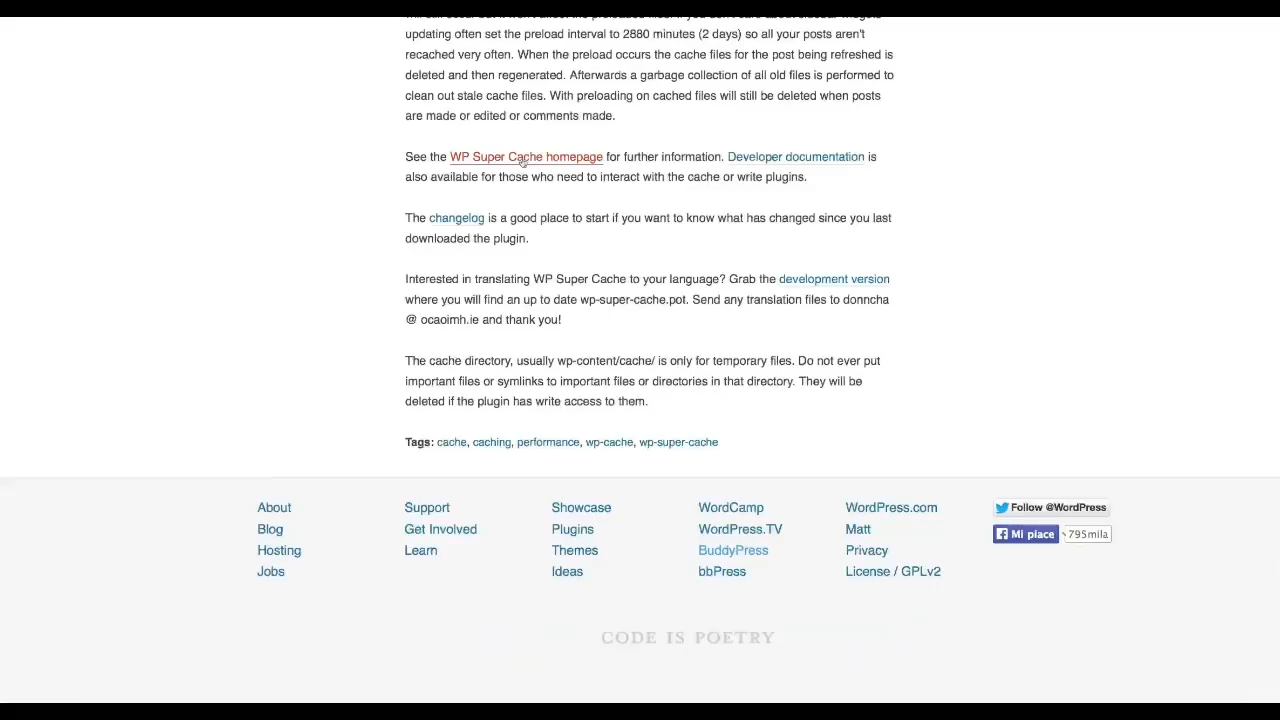 updating often set the preload interval to 2880 minutes (2 days) so all your posts aren't
recached very often. When the preload occurs the cache files for the post being refreshed is
deleted and then regenerated. Afterwards a garbage collection of all old files is performed to
clean out stale cache files. With preloading on cached files will still be deleted when posts
are made or edited or comments made.
See the WP Super Cache homepage for further information. Developer documentation is
also available for those who need to interact with the cache or write plugins.
The changelog is a good place to start if you want to know what has changed since you last
downloaded the plugin.
Interested in translating WP Super Cache to your language? Grab the development version
where you will find an up to date wp-super-cache.pot. Send any translation files to donncha
@ ocaoimh.ie and thank you!
The cache directory, usually wp-content/cache/ is only for temporary files. Do not ever put
important files or symlinks to important files or directories in that directory. They will be
deleted if the plugin has write access to them.
Tags: cache, caching, performance, wp-cache, wp-super-cache
About Support Showcase WordCamp WordPress.com Follow @WordPress
Blog Get Involved Plugins WordPress.TV Matt Mi piace 795mila
Hosting Learn Themes BuddyPress Privacy
Jobs Ideas bbPress License / GPLv2
CODE IS POETRY